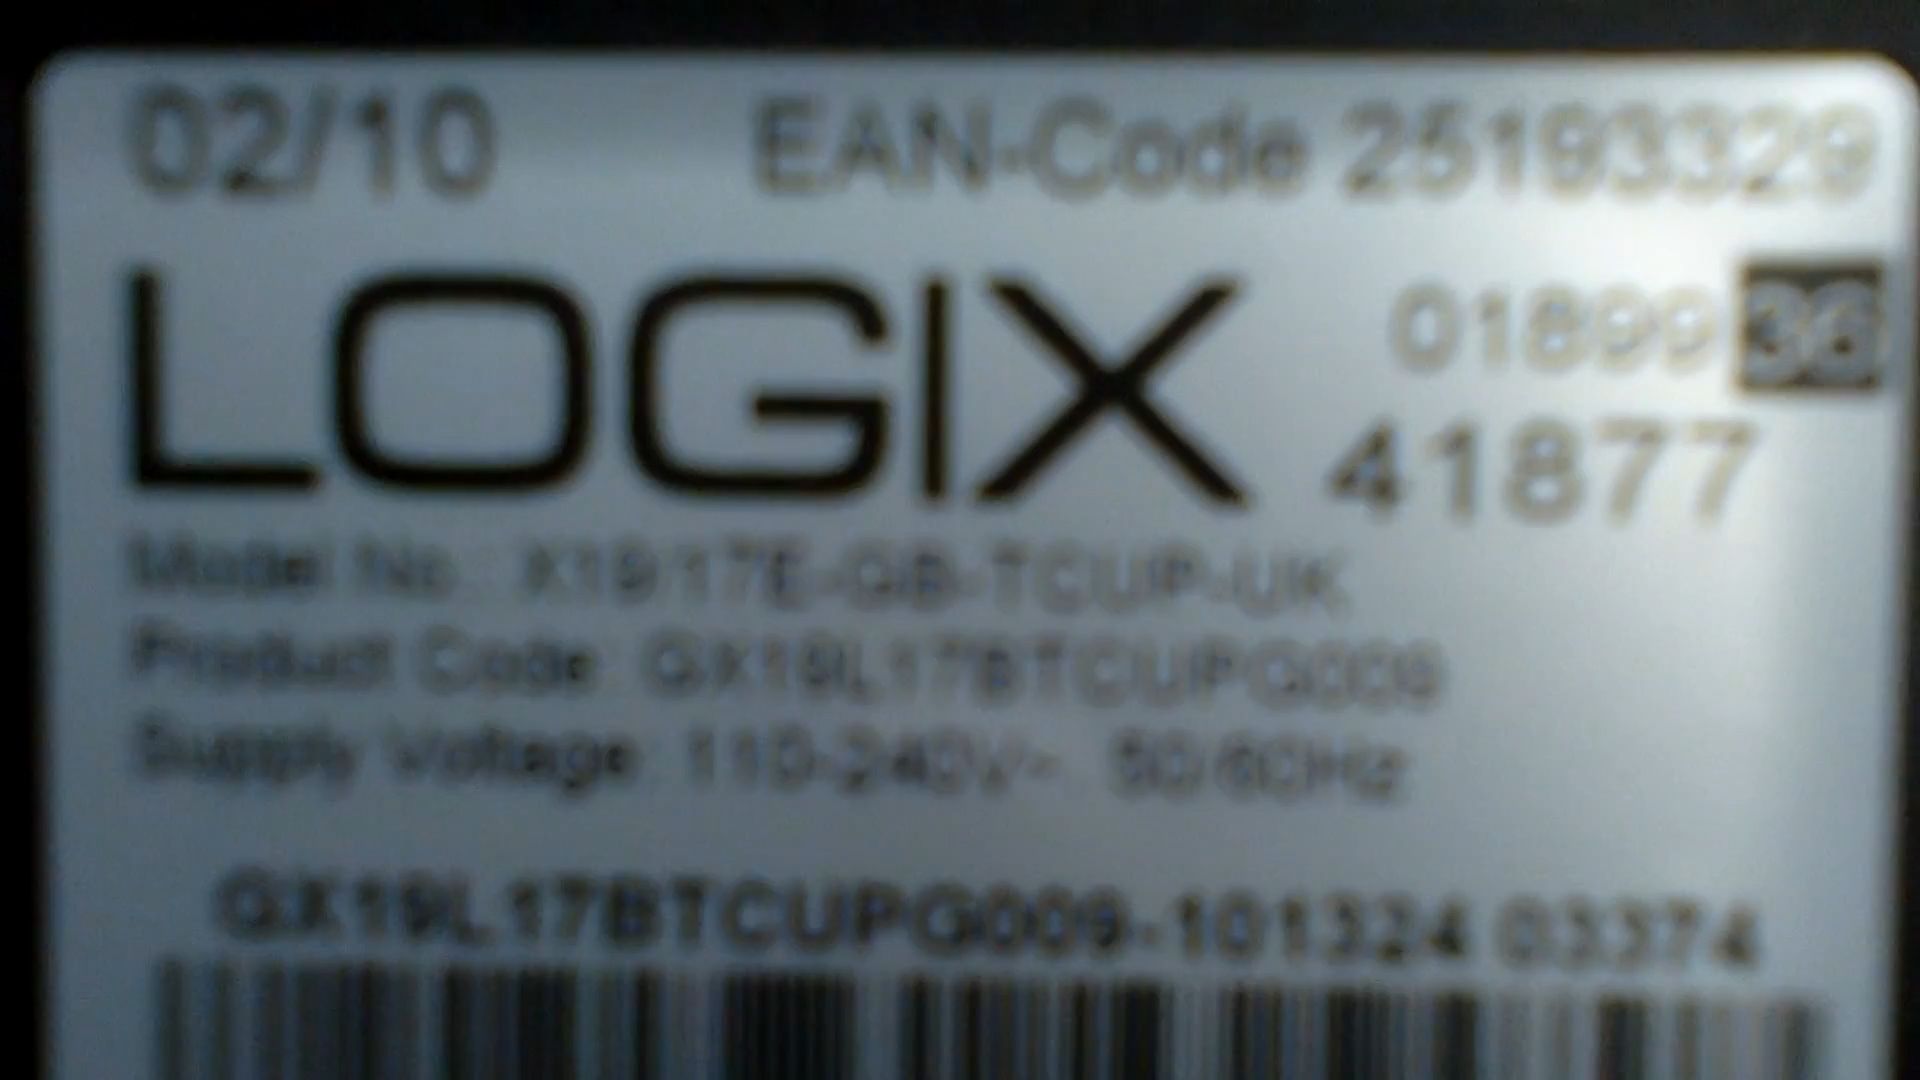 02/10 EAN-Code 25193329
LOGIX 01899 36
41877
Model No.: X19/17E-GB-TCUP-UK
Product Code: GX19L17BTCUPG009
Supply Voltage: 110-240V~ 50/60Hz
GX19L17BTCUPG009-101324 03374